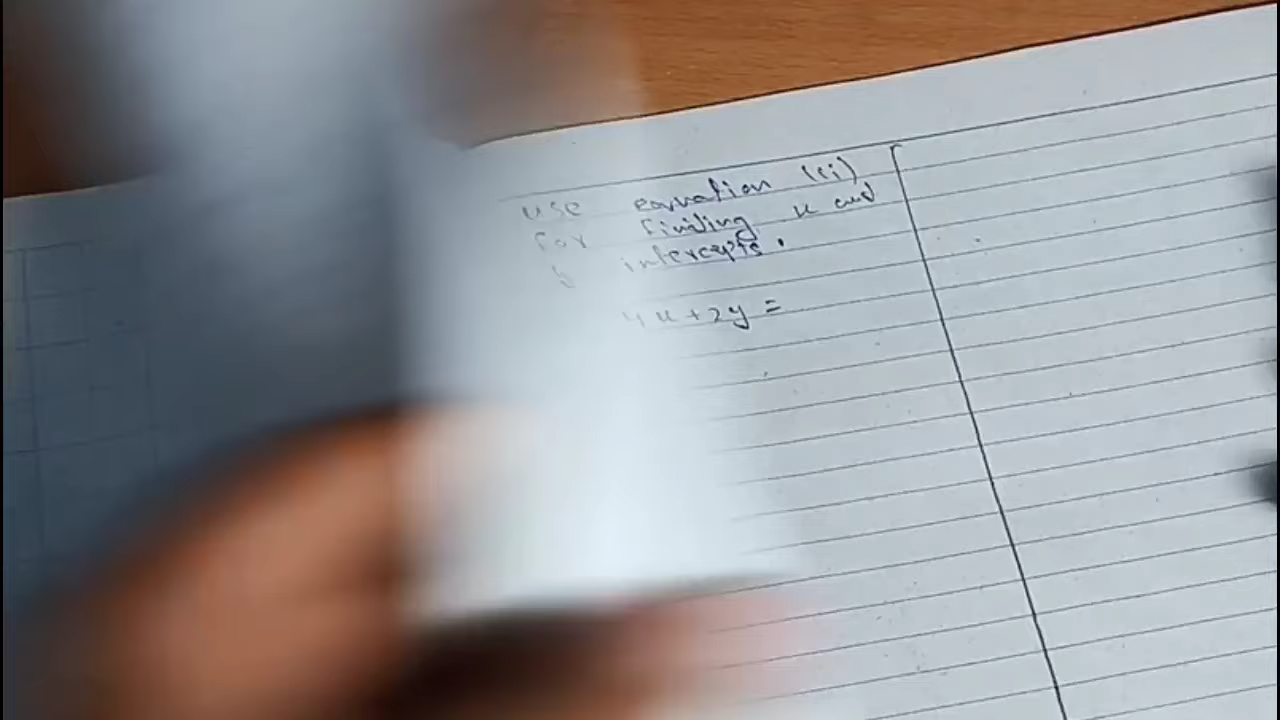 use equation (ii)
for finding x and
y intercepts.
4x+2y=